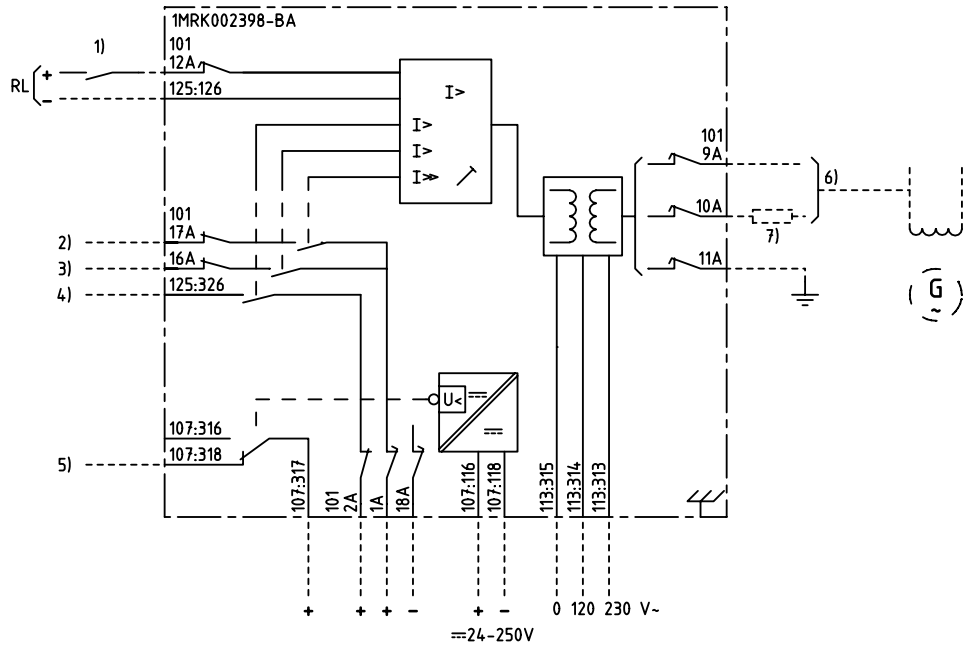 1MRK002398-BA
1)
101
12A
RL
+
-
125:126
I>
I>
I>
I>>
101
9A
6)
10A
7)
11A
G
~
101
2)
17A
3)
16A
4)
125:326
U<
107:316
5)
107:318
107:317
101
2A
1A
18A
107:116
107:118
113:315
113:314
113:313
+ + + - + - 0 120 230 V~
⎓24-250V